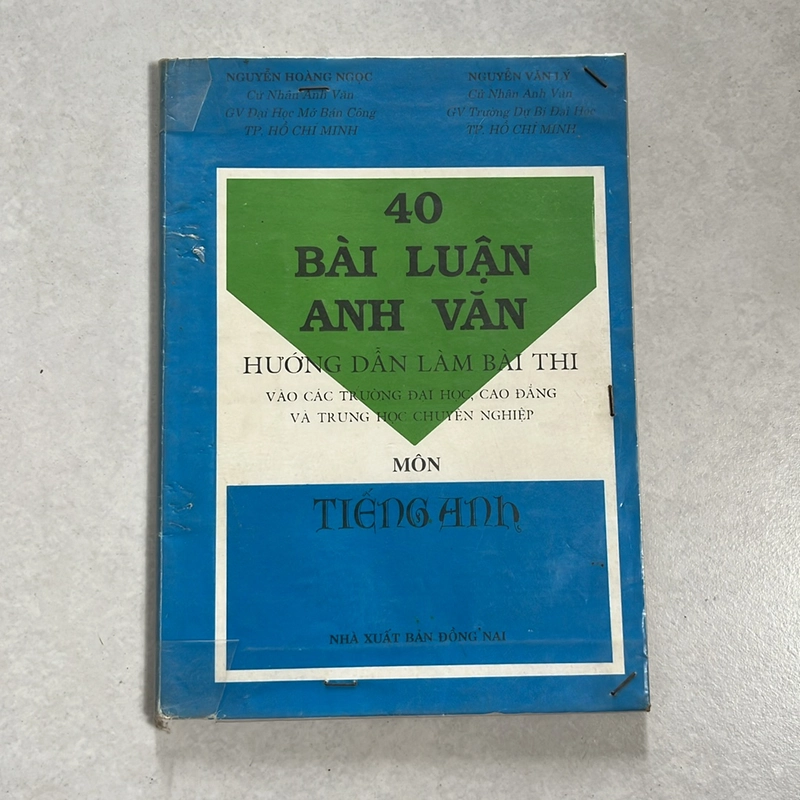 NGUYỄN HOÀNG NGỌC
Cử Nhân Anh Văn
GV Đại Học Mở Bán Công
TP. HỒ CHÍ MINH
NGUYỄN VĂN LÝ
Cử Nhân Anh Văn
GV Trường Dự Bị Đại Học
TP. HỒ CHÍ MINH
40
BÀI LUẬN
ANH VĂN
HƯỚNG DẪN LÀM BÀI THI
VÀO CÁC TRƯỜNG ĐẠI HỌC, CAO ĐẲNG
VÀ TRUNG HỌC CHUYÊN NGHIỆP
MÔN
TIẾNG ANH
NHÀ XUẤT BẢN ĐỒNG NAI